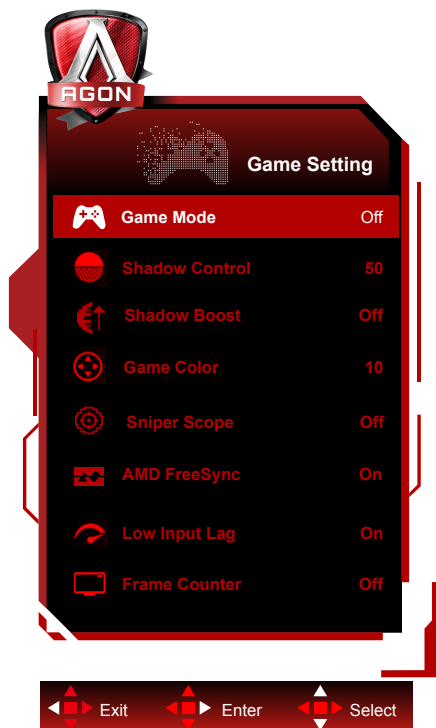 AGON
Game Setting
Game Mode Off
Shadow Control 50
Shadow Boost Off
Game Color 10
Sniper Scope Off
AMD FreeSync On
Low Input Lag On
Frame Counter Off
Exit Enter Select